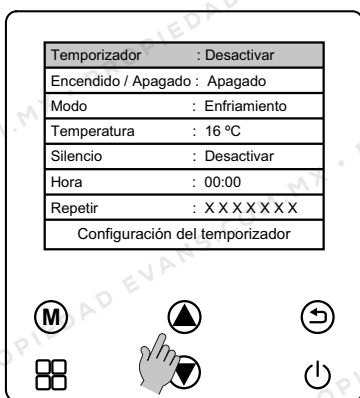 Temporizador : Desactivar
Encendido / Apagado : Apagado
Modo : Enfriamiento
Temperatura : 16 ºC
Silencio : Desactivar
Hora : 00:00
Repetir : X X X X X X X
Configuración del temporizador
M